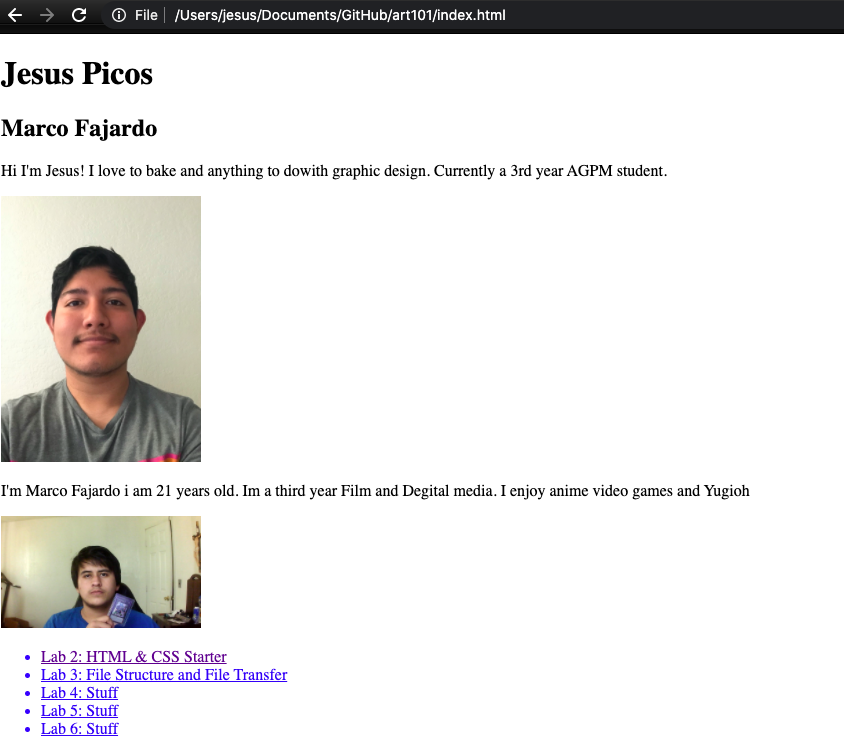 File /Users/jesus/Documents/GitHub/art101/index.html
Jesus Picos
Marco Fajardo
Hi I'm Jesus! I love to bake and anything to dowith graphic design. Currently a 3rd year AGPM student.
I'm Marco Fajardo i am 21 years old. Im a third year Film and Degital media. I enjoy anime video games and Yugioh
Lab 2: HTML & CSS Starter
Lab 3: File Structure and File Transfer
Lab 4: Stuff
Lab 5: Stuff
Lab 6: Stuff